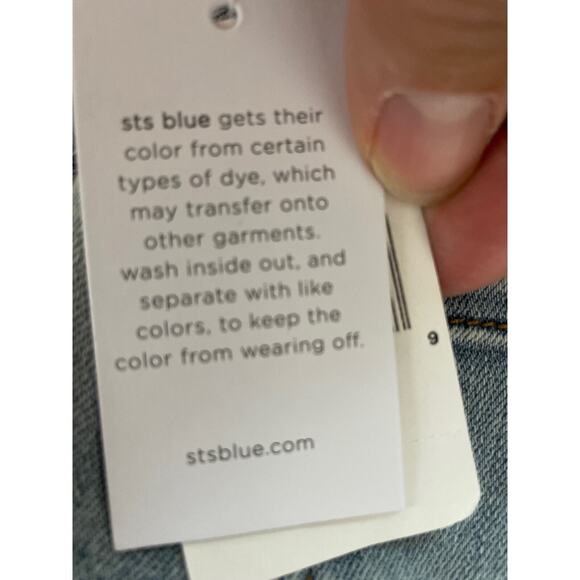 sts blue gets their
color from certain
types of dye, which
may transfer onto
other garments.
wash inside out, and
separate with like
colors, to keep the
color from wearing off.
stsblue.com
9